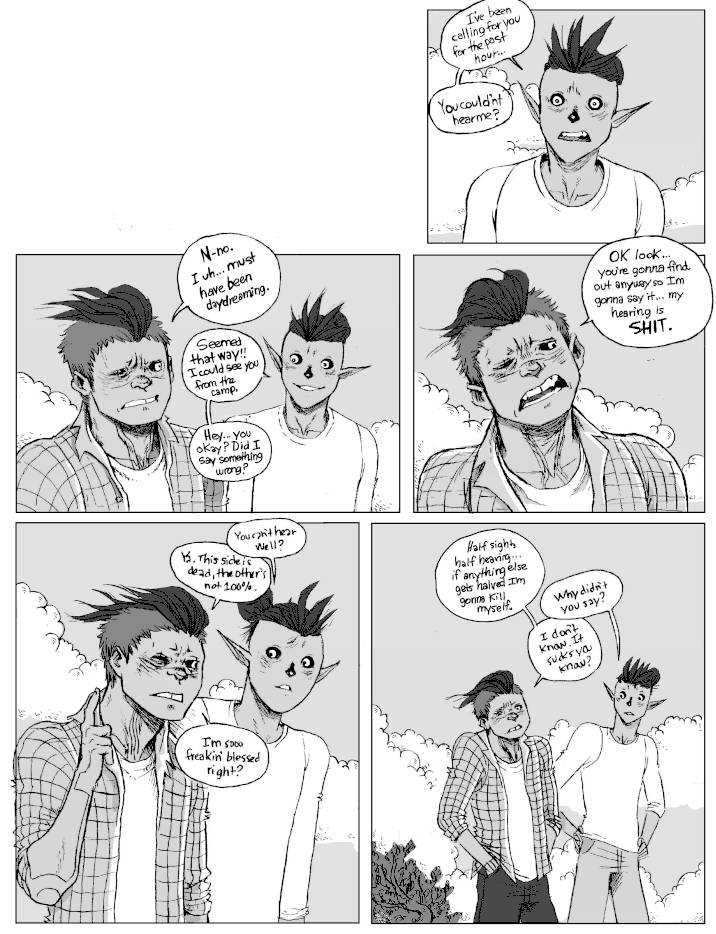 I've been
calling for you
for the past
hour...
You could'nt
hear me?
N-no.
I uh... must
have been
daydreaming.
Seemed
that way!!
I could see you
from the
camp.
Hey... you
okay? Did I
say something
wrong?
OK look...
you're gonna find
out anyway so Im
gonna say it... my
hearing is
SHIT.
You can't hear
well?
This side is
dead, the other's
not 100%.
I'm sooo
freakin' blessed
right?
Half sight,
half hearing...
if anything else
gets halved Im
gonna kill
myself.
Why didn't
you say?
I don't
know. It
sucks you
know?